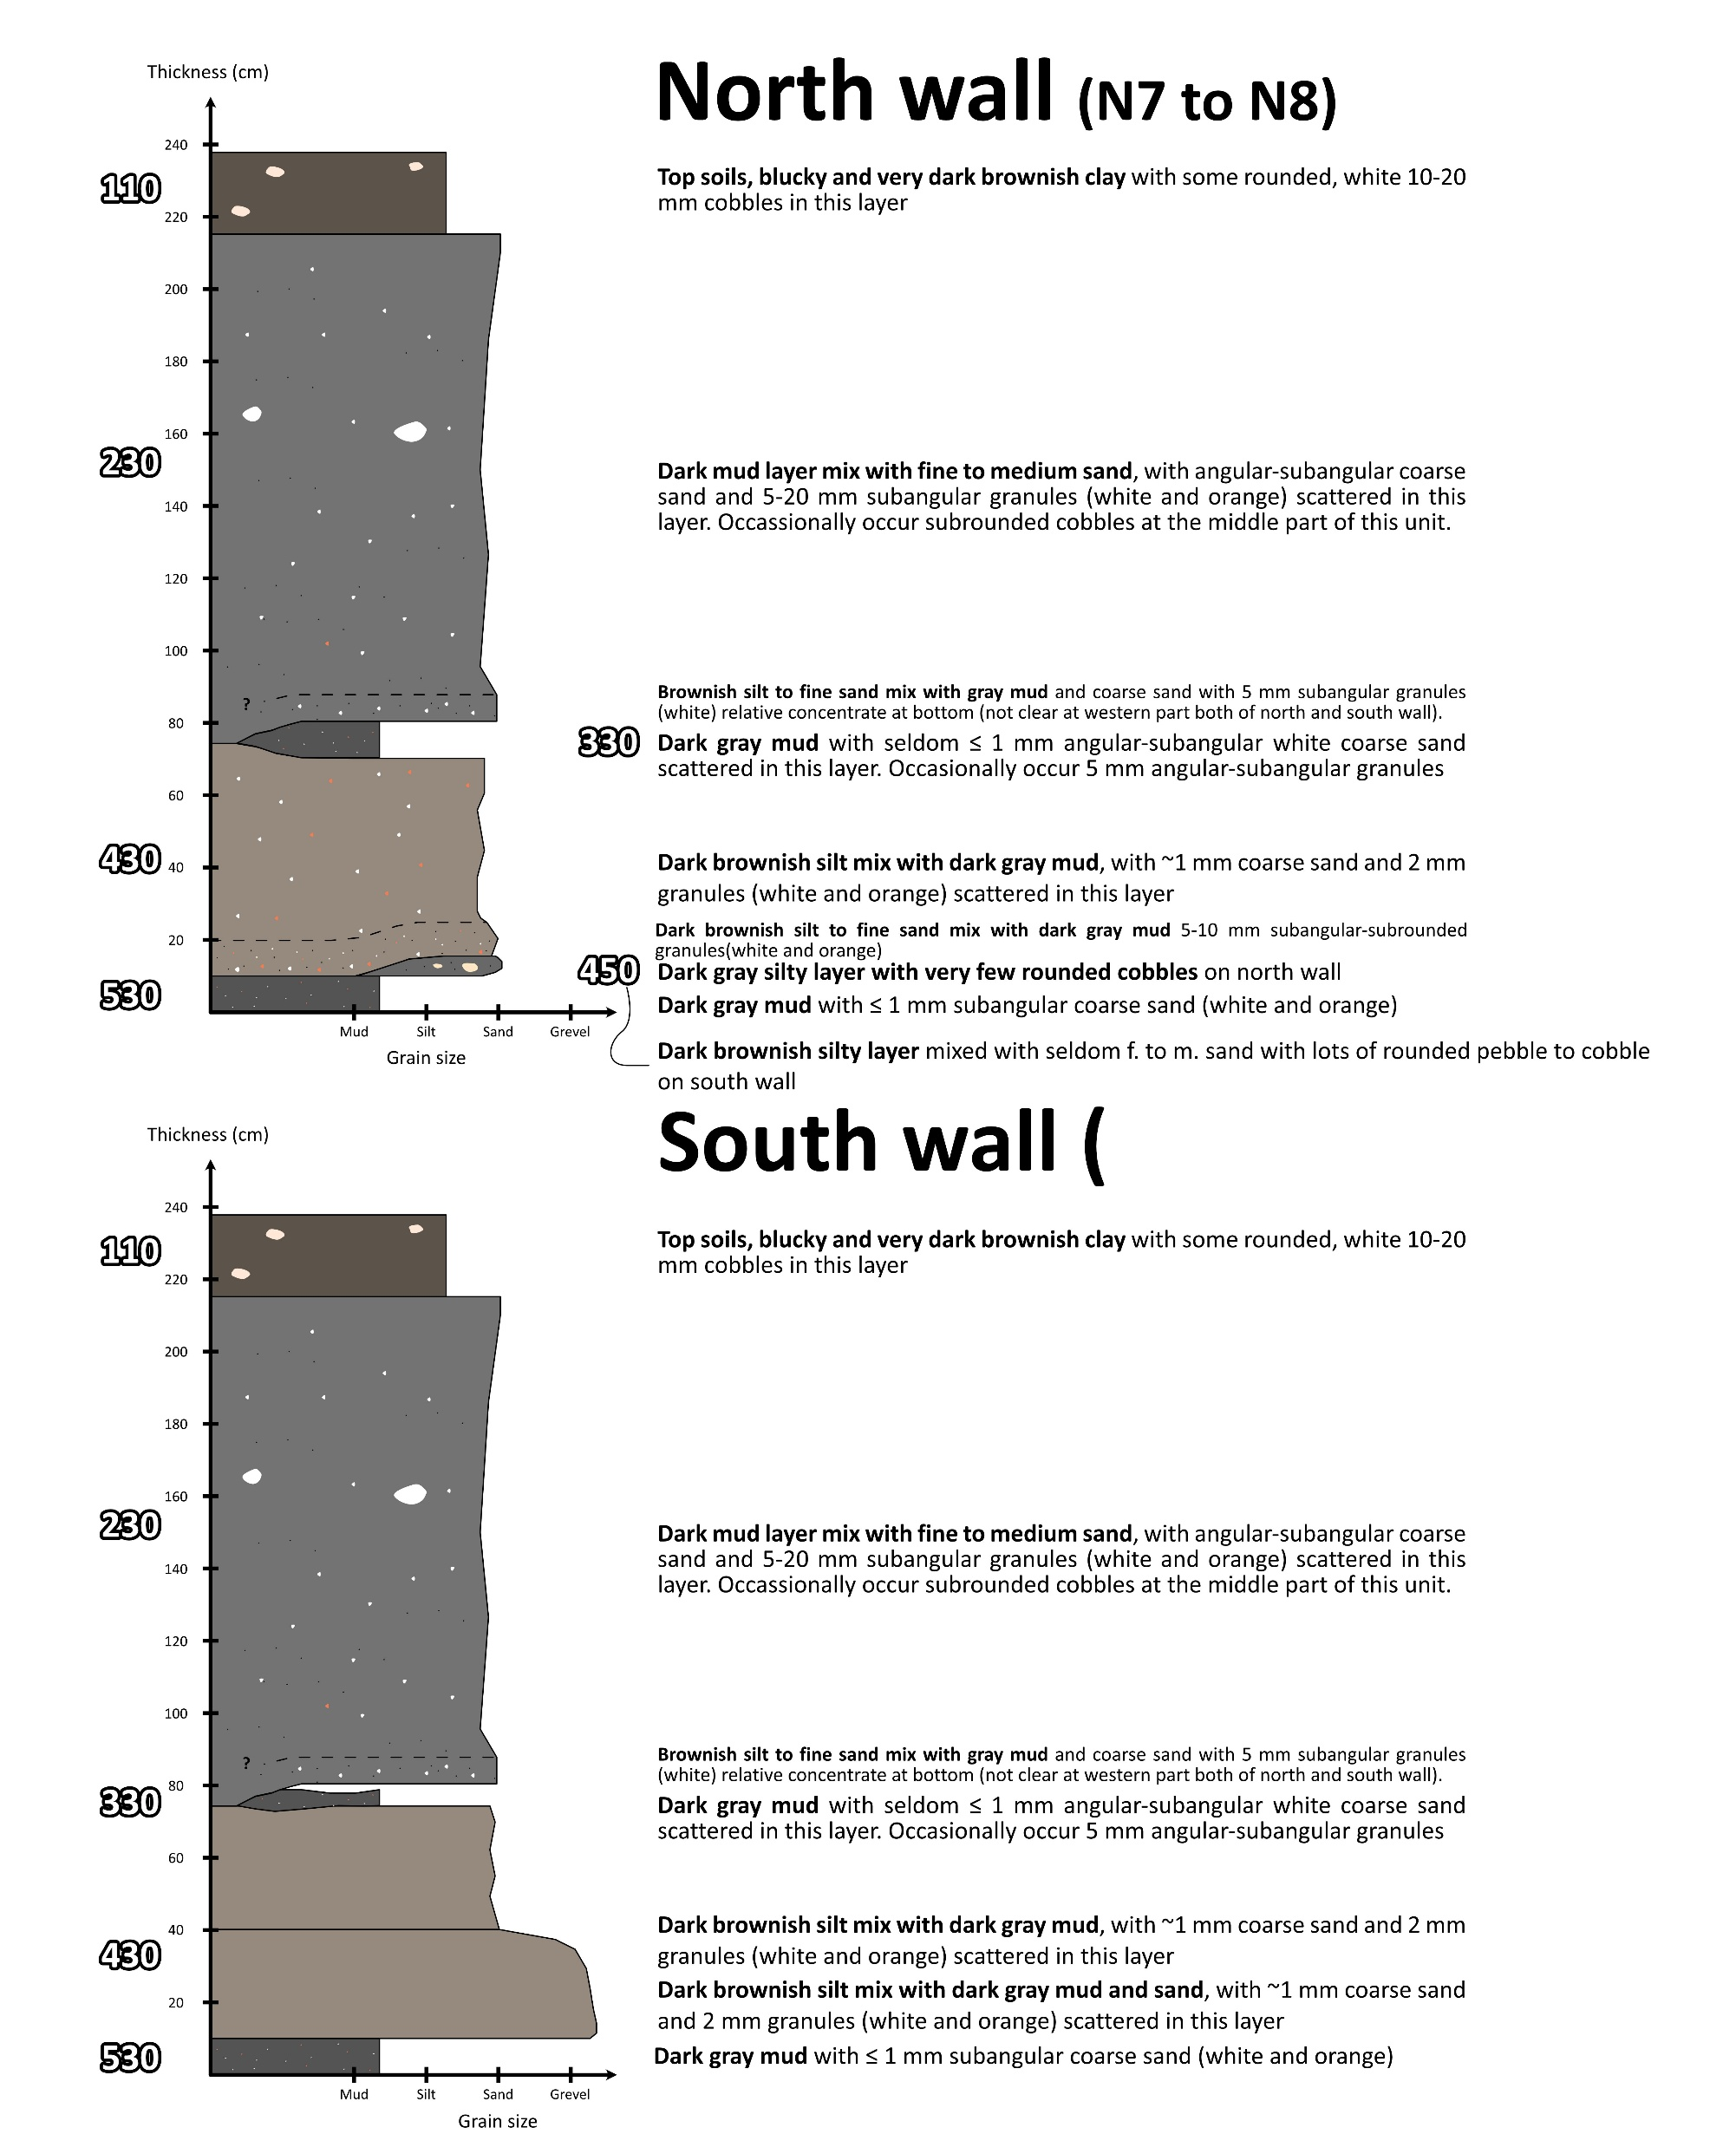 Thickness (cm)
North wall (N7 to N8)
240
110
Top soils, blucky and very dark brownish clay with some rounded, white 10-20
mm cobbles in this layer
220
200
180
160
230
Dark mud layer mix with fine to medium sand, with angular-subangular coarse
sand and 5-20 mm subangular granules (white and orange) scattered in this
layer. Occassionally occur subrounded cobbles at the middle part of this unit.
140
120
100
?
Brownish silt to fine sand mix with gray mud and coarse sand with 5 mm subangular granules
(white) relative concentrate at bottom (not clear at western part both of north and south wall).
80
330
Dark gray mud with seldom ≤ 1 mm angular-subangular white coarse sand
scattered in this layer. Occasionally occur 5 mm angular-subangular granules
60
430
40
Dark brownish silt mix with dark gray mud, with ~1 mm coarse sand and 2 mm
granules (white and orange) scattered in this layer
20
Dark brownish silt to fine sand mix with dark gray mud 5-10 mm subangular-subrounded
granules(white and orange)
450
Dark gray silty layer with very few rounded cobbles on north wall
530
Dark gray mud with ≤ 1 mm subangular coarse sand (white and orange)
Mud Silt Sand Grevel
Grain size
Dark brownish silty layer mixed with seldom f. to m. sand with lots of rounded pebble to cobble
on south wall
Thickness (cm)
South wall (
240
110
Top soils, blucky and very dark brownish clay with some rounded, white 10-20
mm cobbles in this layer
220
200
180
160
230
Dark mud layer mix with fine to medium sand, with angular-subangular coarse
sand and 5-20 mm subangular granules (white and orange) scattered in this
layer. Occassionally occur subrounded cobbles at the middle part of this unit.
140
120
100
?
Brownish silt to fine sand mix with gray mud and coarse sand with 5 mm subangular granules
(white) relative concentrate at bottom (not clear at western part both of north and south wall).
80
330
Dark gray mud with seldom ≤ 1 mm angular-subangular white coarse sand
scattered in this layer. Occasionally occur 5 mm angular-subangular granules
60
40
430
Dark brownish silt mix with dark gray mud, with ~1 mm coarse sand and 2 mm
granules (white and orange) scattered in this layer
20
Dark brownish silt mix with dark gray mud and sand, with ~1 mm coarse sand
and 2 mm granules (white and orange) scattered in this layer
530
Dark gray mud with ≤ 1 mm subangular coarse sand (white and orange)
Mud Silt Sand Grevel
Grain size